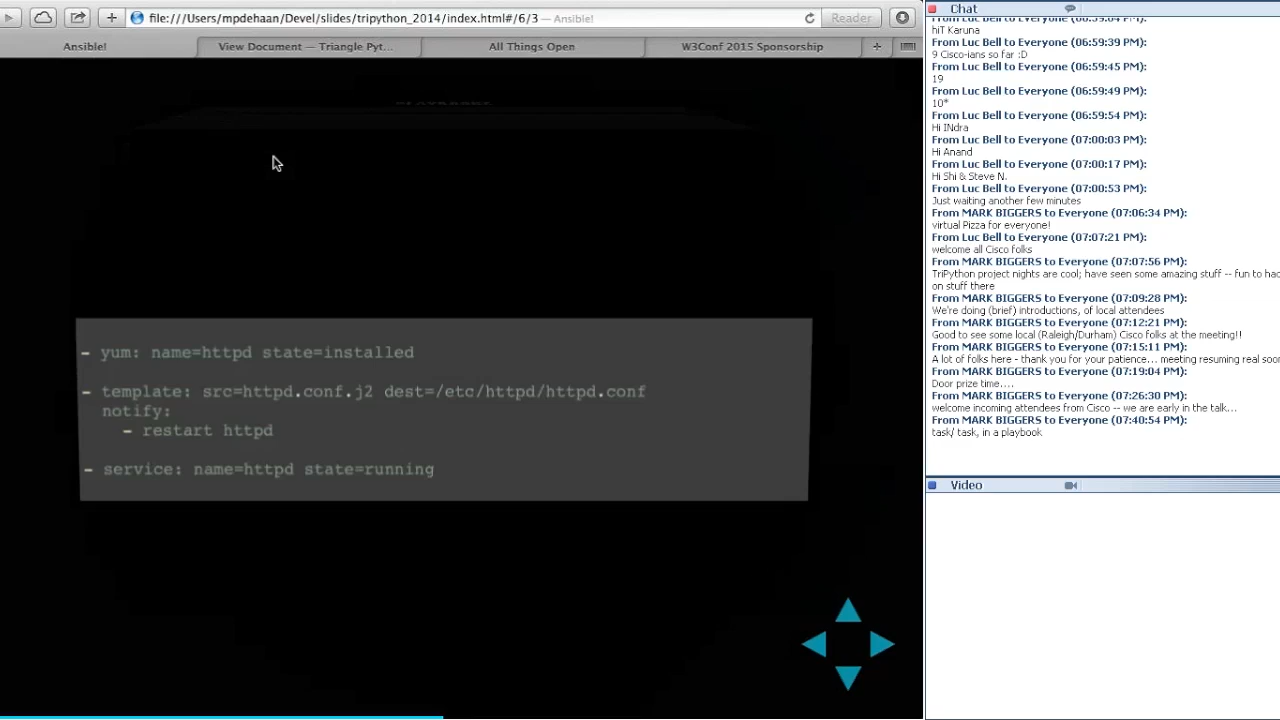 file:///Users/mpdehaan/Devel/slides/tripython_2014/index.html#/6/3 — Ansible!
Reader
Ansible!
View Document — Triangle Pyt...
All Things Open
W3Conf 2015 Sponsorship
- yum: name=httpd state=installed
- template: src=httpd.conf.j2 dest=/etc/httpd/httpd.conf
notify:
- restart httpd
- service: name=httpd state=running
Chat
From Luc Bell to Everyone (06:59:04 PM):
hiT Karuna
From Luc Bell to Everyone (06:59:39 PM):
9 Cisco-ians so far :D
From Luc Bell to Everyone (06:59:45 PM):
19
From Luc Bell to Everyone (06:59:49 PM):
10*
From Luc Bell to Everyone (06:59:54 PM):
Hi INdra
From Luc Bell to Everyone (07:00:03 PM):
Hi Anand
From Luc Bell to Everyone (07:00:17 PM):
Hi Shi & Steve N.
From Luc Bell to Everyone (07:00:53 PM):
Just waiting another few minutes
From MARK BIGGERS to Everyone (07:06:34 PM):
virtual Pizza for everyone!
From Luc Bell to Everyone (07:07:21 PM):
welcome all Cisco folks
From MARK BIGGERS to Everyone (07:07:56 PM):
TriPython project nights are cool; have seen some amazing stuff -- fun to hac
on stuff there
From MARK BIGGERS to Everyone (07:09:28 PM):
We're doing (brief) introductions, of local attendees
From MARK BIGGERS to Everyone (07:12:21 PM):
Good to see some local (Raleigh/Durham) Cisco folks at the meeting!!
From MARK BIGGERS to Everyone (07:15:11 PM):
A lot of folks here - thank you for your patience... meeting resuming real soor
From MARK BIGGERS to Everyone (07:19:04 PM):
Door prize time....
From MARK BIGGERS to Everyone (07:26:30 PM):
welcome incoming attendees from Cisco -- we are early in the talk...
From MARK BIGGERS to Everyone (07:40:54 PM):
task/ task, in a playbook
Video